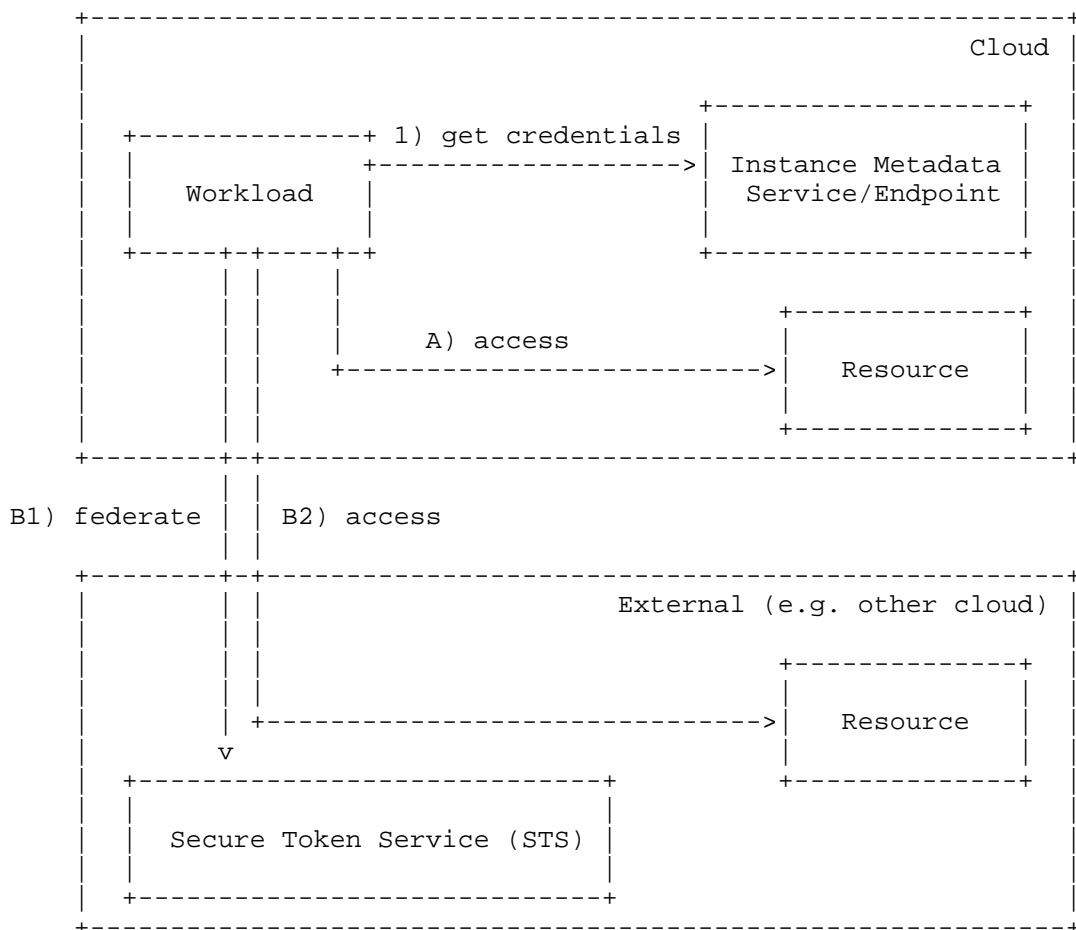 Cloud
1) get credentials
Instance Metadata
Workload
Service/Endpoint
A) access
Resource
B1) federate
B2) access
External (e.g. other cloud)
Resource
v
Secure Token Service (STS)